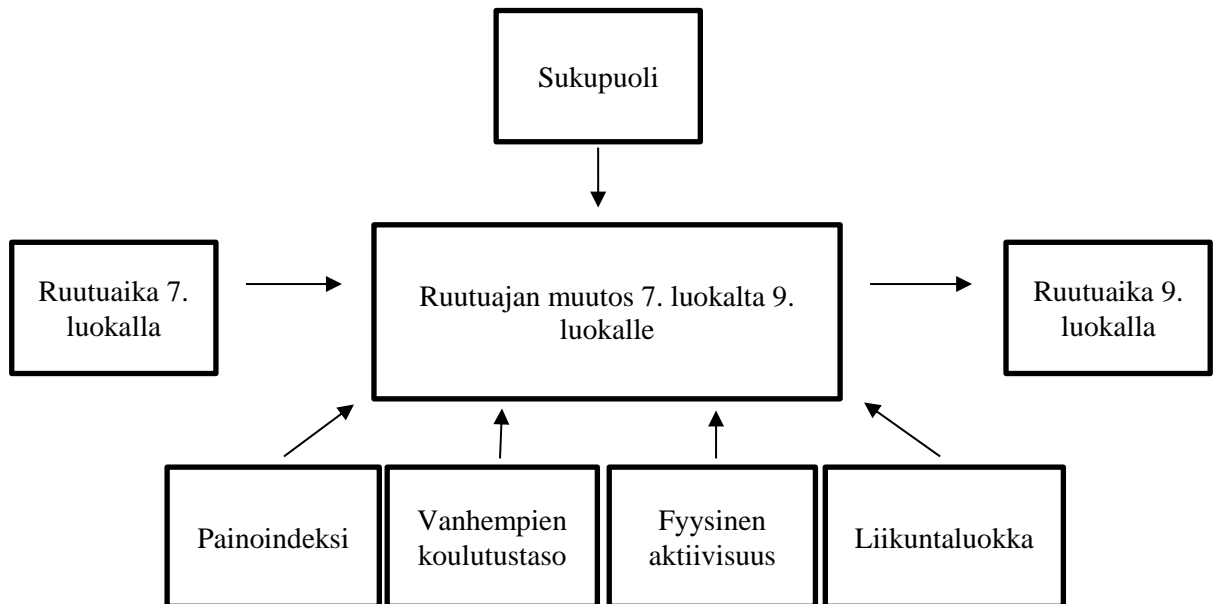 Sukupuoli
Ruutuaika 7.
luokalla
Ruutuajan muutos 7. luokalta 9.
luokalle
Ruutuaika 9.
luokalla
Painoindeksi
Vanhempien
koulutustaso
Fyysinen
aktiivisuus
Liikuntaluokka